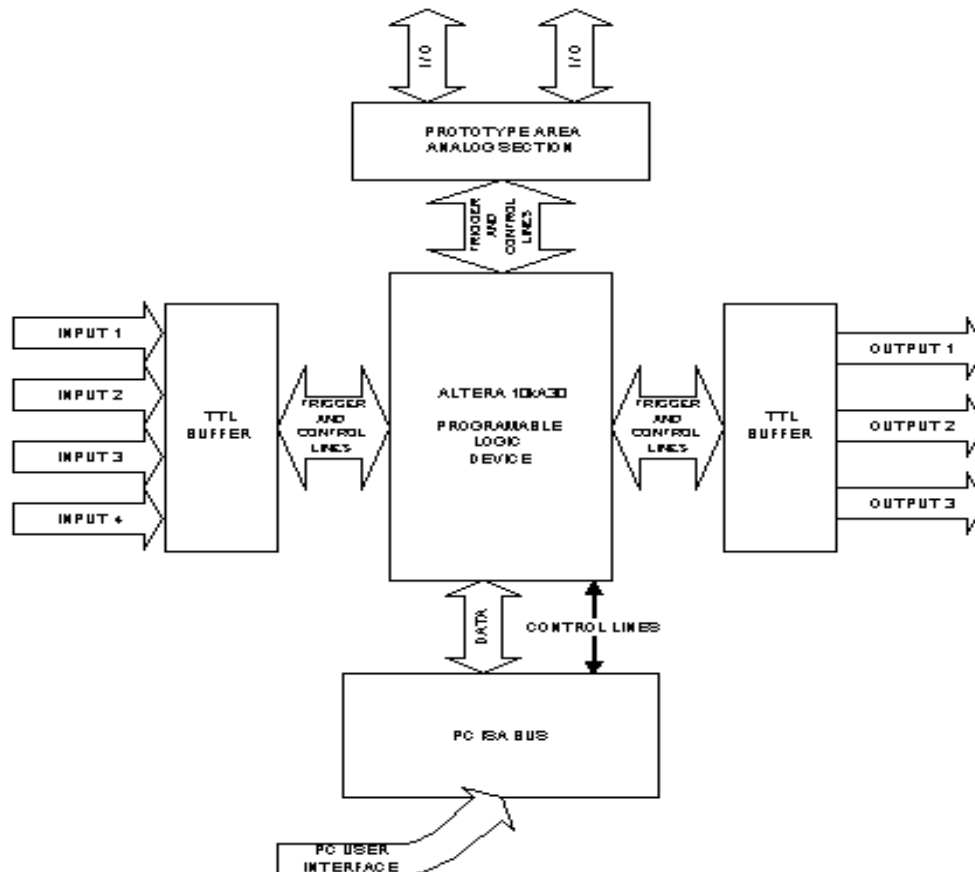 I/O
I/O
PROTOTYPE AREA
ANALOG SECTION
TRIGGER
AND
CONTROL
LINES
INPUT 1
INPUT 2
INPUT 3
INPUT 4
TTL
BUFFER
TRIGGER
AND
CONTROL
LINES
ALTERA 10KA30
PROGRAMABLE
LOGIC
DEVICE
TRIGGER
AND
CONTROL
LINES
TTL
BUFFER
OUTPUT 1
OUTPUT 2
OUTPUT 3
DATA
CONTROL LINES
PC ISA BUS
PC USER
INTERFACE